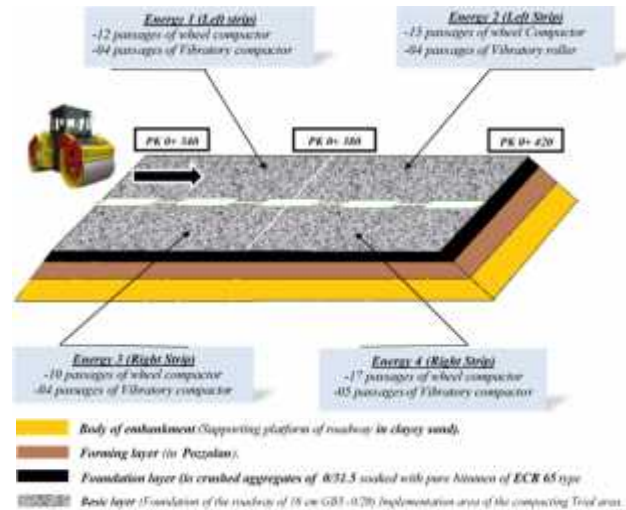 Energy 1 (Left strip)
-12 passages of wheel compactor
-04 passages of Vibratory compactor
Energy 2 (Left Strip)
-15 passages of wheel Compactor
-04 passages of Vibratory roller
PK 0+ 340
PK 0+ 380
PK 0+ 420
Energy 3 (Right Strip)
-10 passages of wheel compactor
-04 passages of Vibratory compactor
Energy 4 (Right Strip)
-17 passages of wheel compactor
-05 passages of Vibratory compactor
Body of embankment (Supporting platform of roadway in clayey sand).
Forming layer (in Pozzolan).
Foundation layer (in crushed aggregates of 0/31.5 soaked with pure bitumen of ECR 65 type
Basic layer (Foundation of the roadway of cm 0/20) Implementation area of the compacting Trial area.